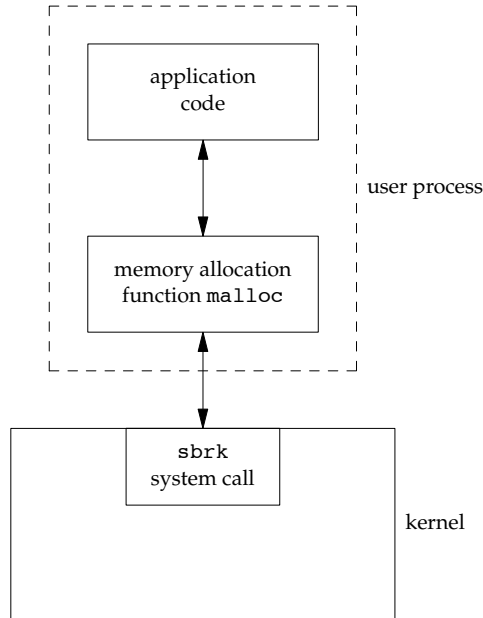 application
code
user process
memory allocation
function malloc
sbrk
system call
kernel